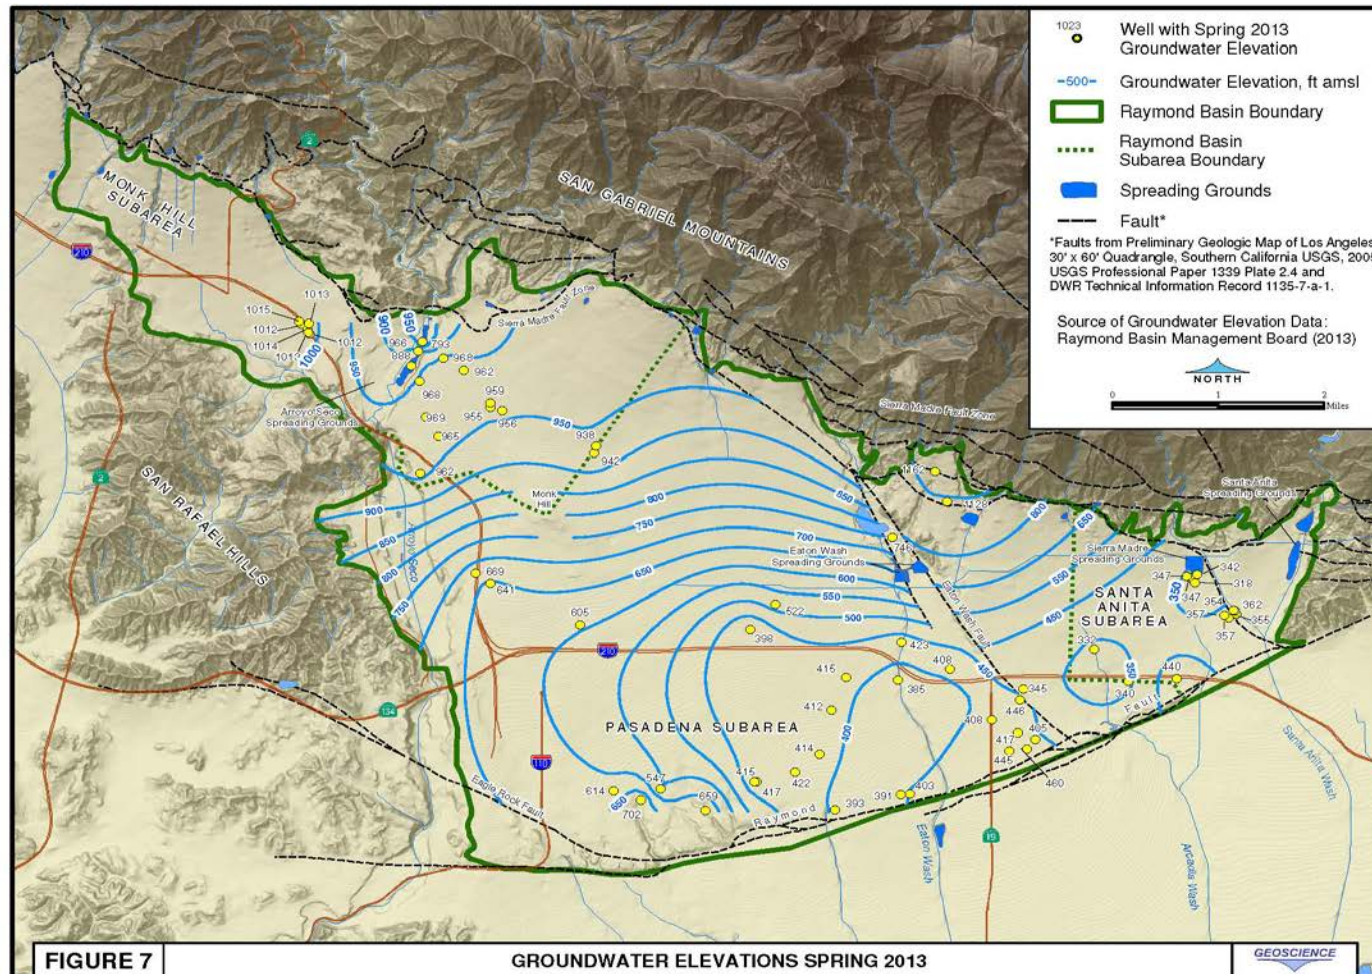 1023
Well with Spring 2013
Groundwater Elevation
500
Groundwater Elevation, ft amsl
Raymond Basin Boundary
Raymond Basin
Subarea Boundary
Spreading Grounds
Fault*
*Faults from Preliminary Geologic Map of Los Angeles
30' x 60' Quadrangle, Southern California USGS, 2005
USGS Professional Paper 1339 Plate 2.4 and
DWR Technical Information Record 1135-7-a-1.
Source of Groundwater Elevation Data:
Raymond Basin Management Board (2013)
NORTH
0 1 2
Miles
2
MONK HILL
SUBAREA
210
SAN GABRIEL MOUNTAINS
Sierra Madre Fault Zone
1015
1013
1012
1014
1013
1012
1000
950
900
950
966
793
888
968
962
968
959
955
956
969
965
962
950
938
942
Arroyo Seco
Spreading Grounds
Sierra Madre Fault Zone
SAN RAFAEL HILLS
2
Monk
Hill
900
850
800
750
Arroyo Seco
800
750
700
650
600
550
500
850
1162
1128
746
Eaton Wash
Spreading Grounds
800
650
550
450
Santa Anita
Spreading Grounds
Sierra Madre
Spreading Grounds
SANTA
ANITA
SUBAREA
347
342
318
347
350
354
362
357
355
357
332
350
340
440
669
641
605
522
398
423
408
385
415
412
414
422
415
417
400
450
Eaton Wash Fault
345
446
408
405
417
445
460
210
134
110
19
PASADENA SUBAREA
614
547
650
702
659
393
391
403
Eagle Rock Fault
Raymond
Fault
Eaton Wash
Arcadia Wash
Santa Anita Wash
FIGURE 7
GROUNDWATER ELEVATIONS SPRING 2013
GEOSCIENCE